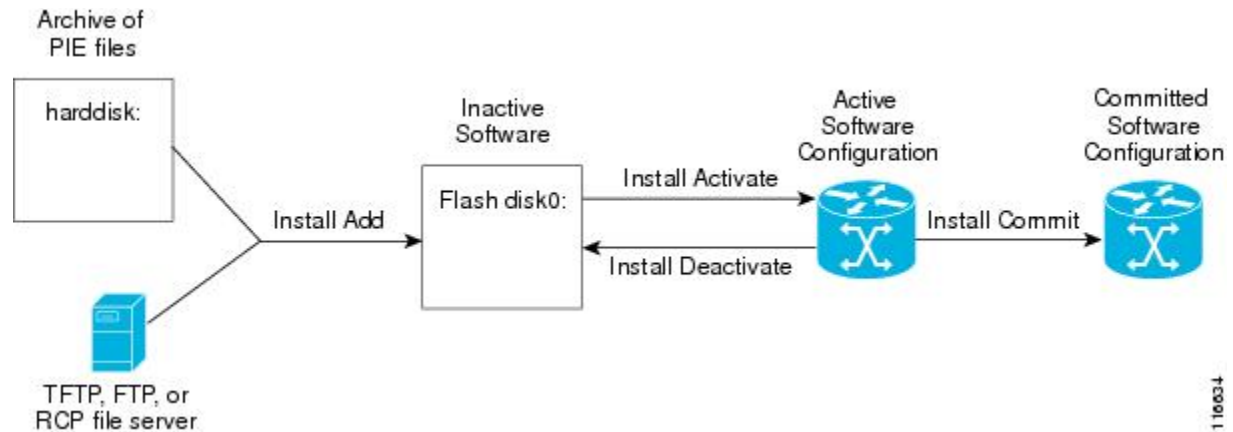 Archive of
PIE files
harddisk:
Inactive
Software
Flash disk0:
Active
Software
Configuration
Committed
Software
Configuration
Install Add
Install Activate
Install Deactivate
Install Commit
TFTP, FTP, or
RCP file server
116634